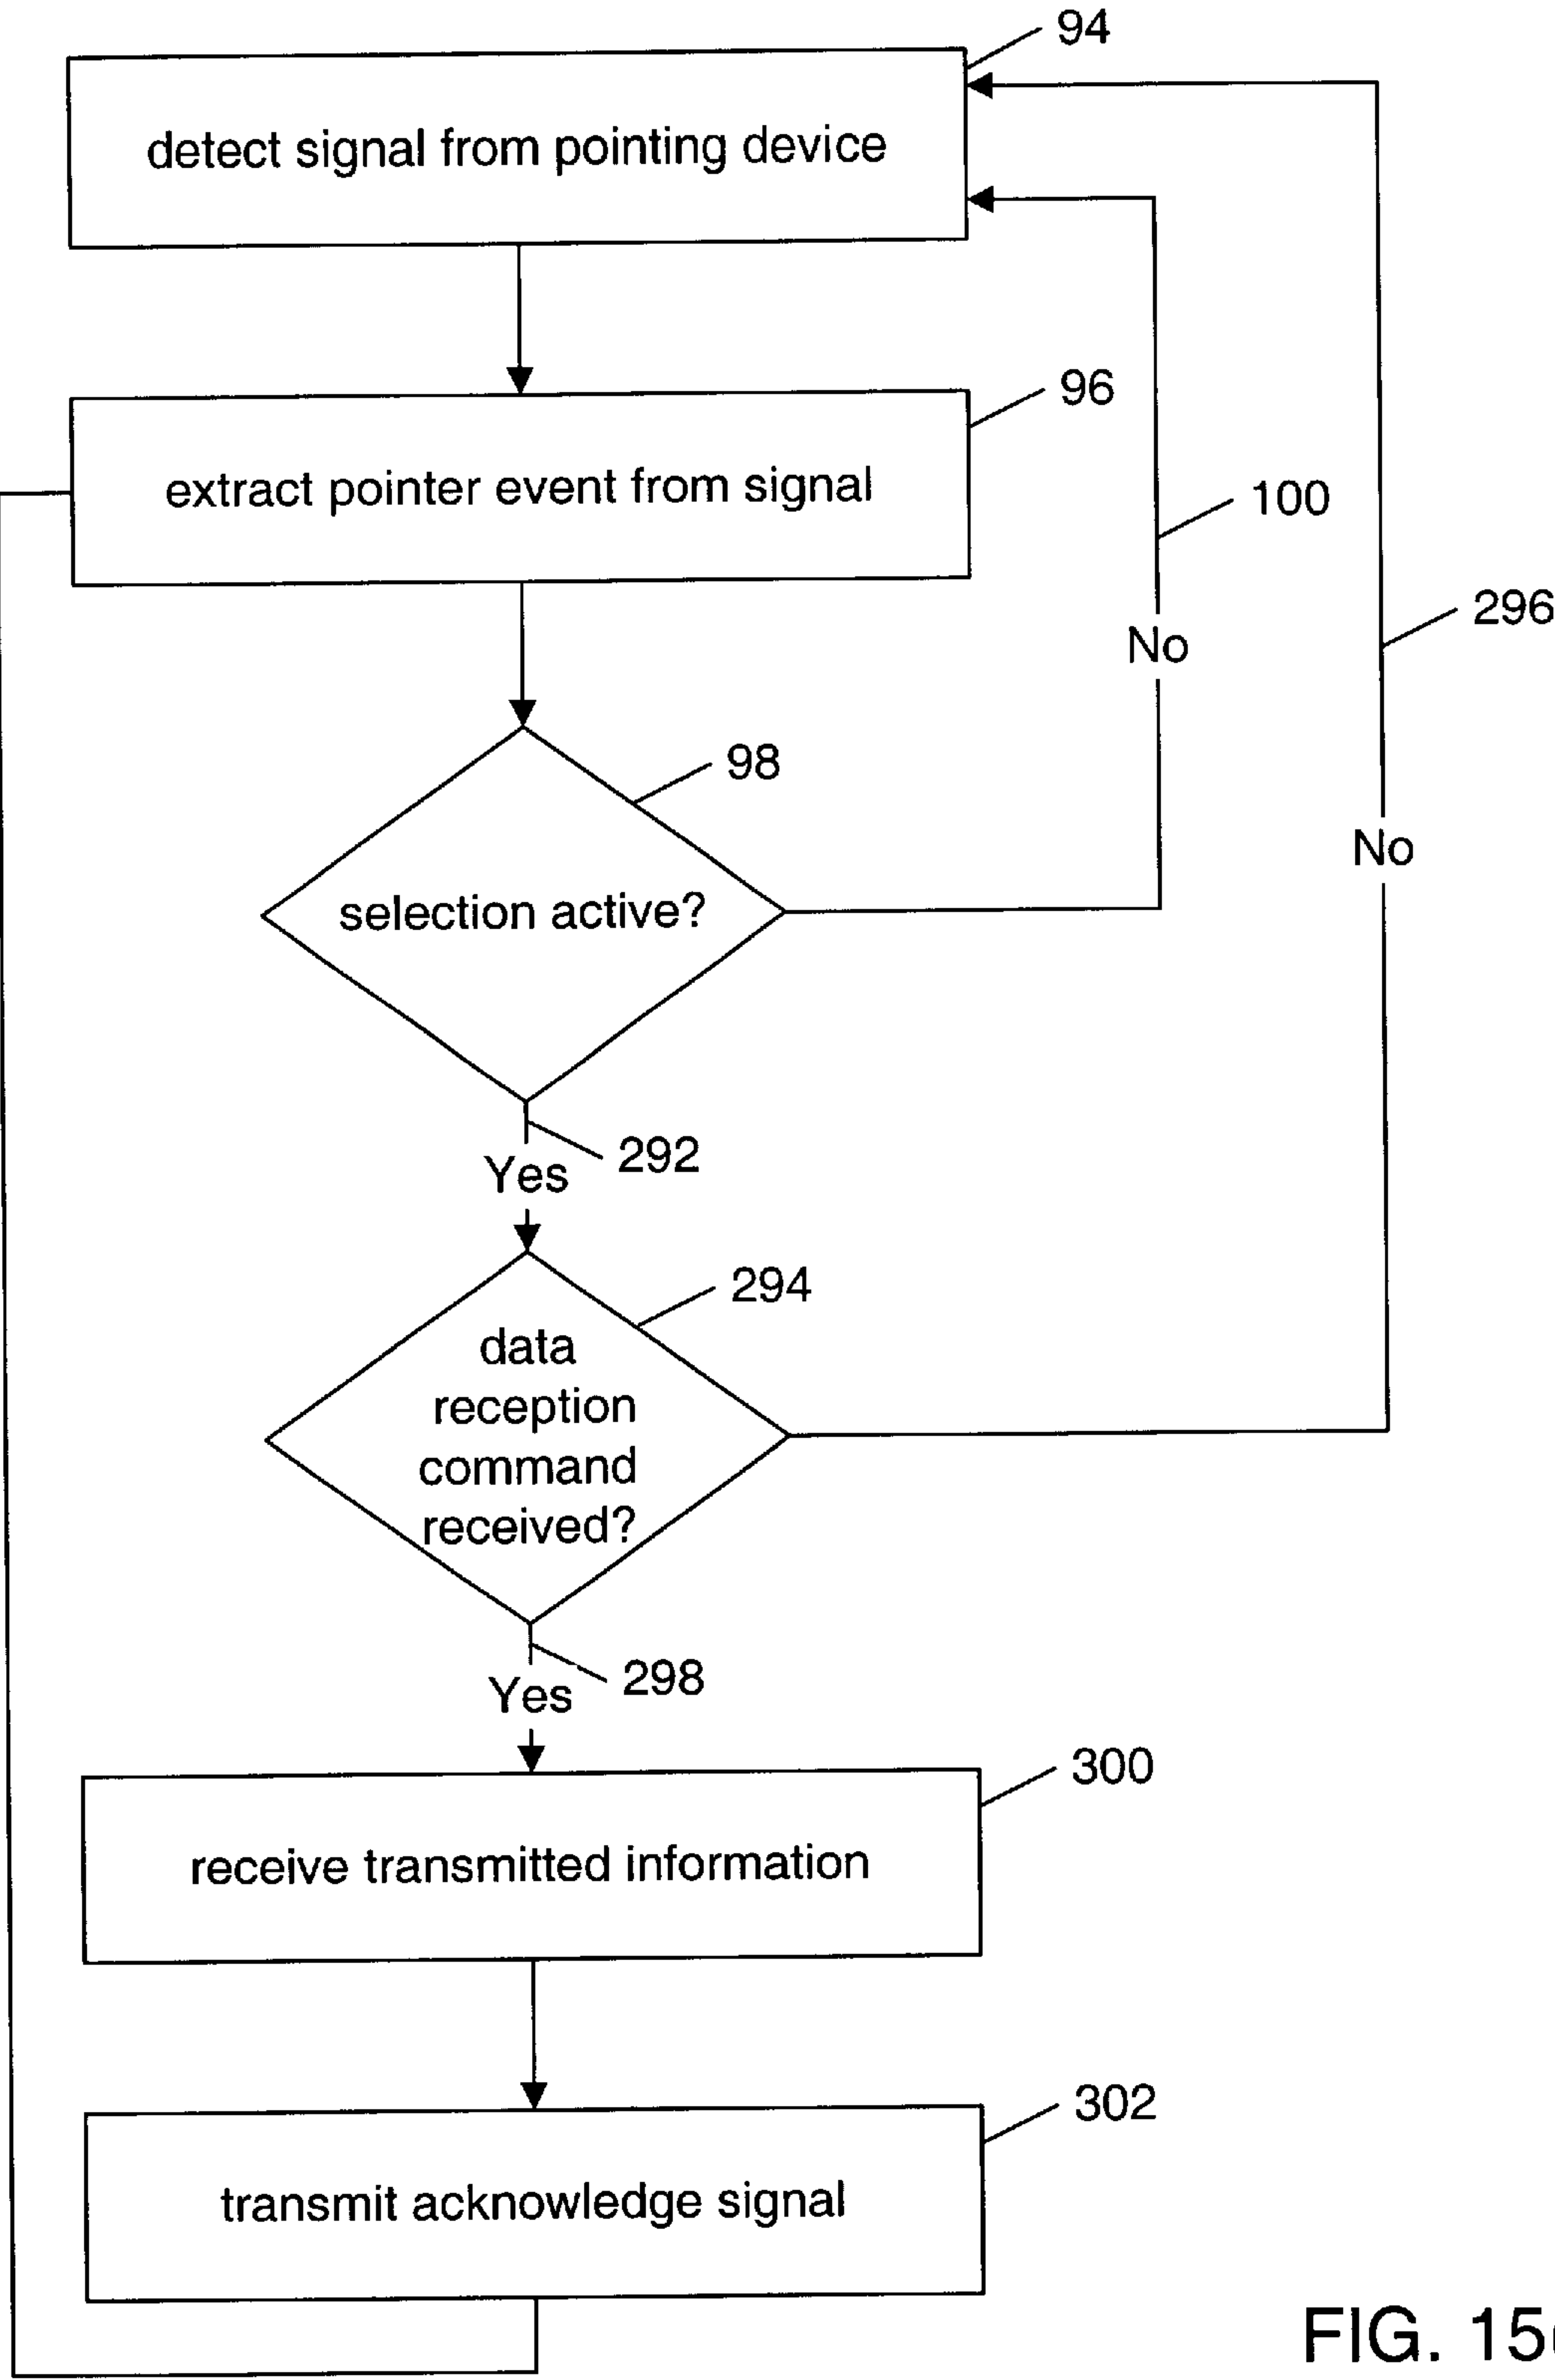 94
detect signal from pointing device
96
extract pointer event from signal
100
296
No
98
No
selection active?
292
Yes
294
data
reception
command
received?
298
Yes
300
receive transmitted information
302
transmit acknowledge signal
FIG. 15